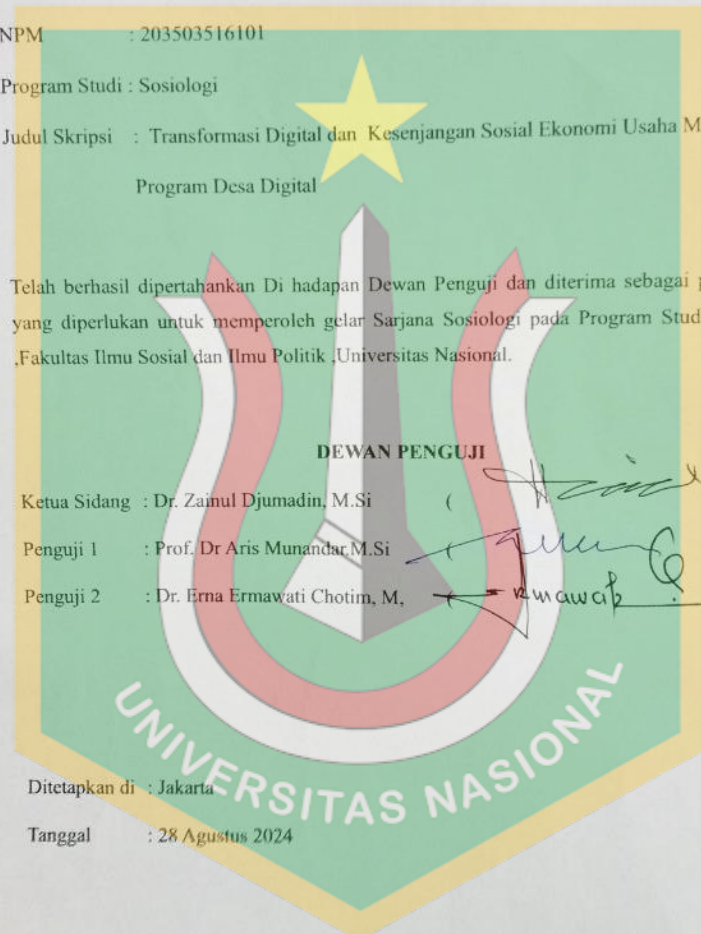 NPM : 203503516101
Program Studi : Sosiologi
Judul Skripsi : Transformasi Digital dan Kesenjangan Sosial Ekonomi Usaha M
Program Desa Digital
Telah berhasil dipertahankan Di hadapan Dewan Penguji dan diterima sebagai
yang diperlukan untuk memperoleh gelar Sarjana Sosiologi pada Program Stud
,Fakultas Ilmu Sosial dan Ilmu Politik ,Universitas Nasional.
DEWAN PENGUJI
Ketua Sidang : Dr. Zainul Djumadin, M.Si (
Penguji 1 : Prof. Dr Aris Munandar,M.Si (
Penguji 2 : Dr. Erna Ermawati Chotim, M, (
UNIVERSITAS NASIONAL
Ditetapkan di : Jakarta
Tanggal : 28 Agustus 2024